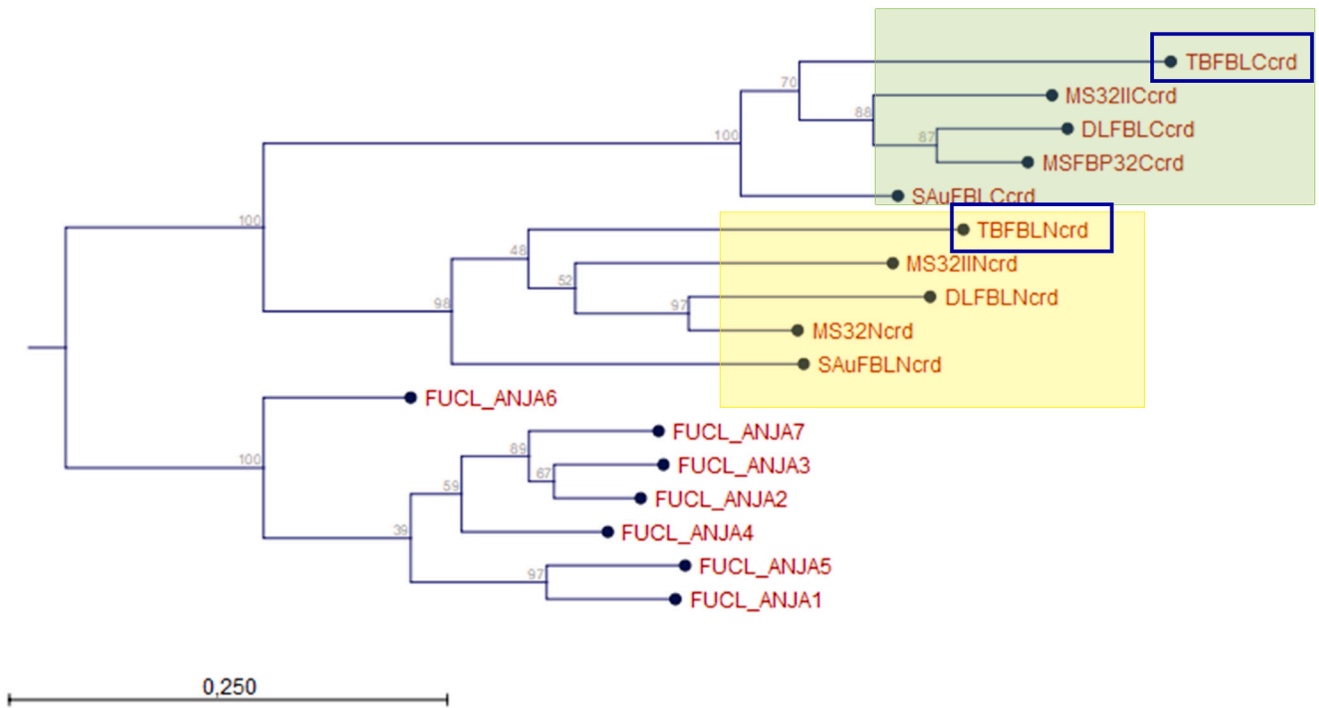 TBFBLCcrd
70
MS32IICcrd
88
DLFBLCcrd
87
100
MSFBP32Ccrd
SAuFBLCcrd
100
TBFBLNcrd
48
MS32IINcrd
52
DLFBLNcrd
98
97
MS32Ncrd
SAuFBLNcrd
FUCL_ANJA6
FUCL_ANJA7
89
100
FUCL_ANJA3
67
59
FUCL_ANJA2
39
FUCL_ANJA4
FUCL_ANJA5
97
FUCL_ANJA1
0,250